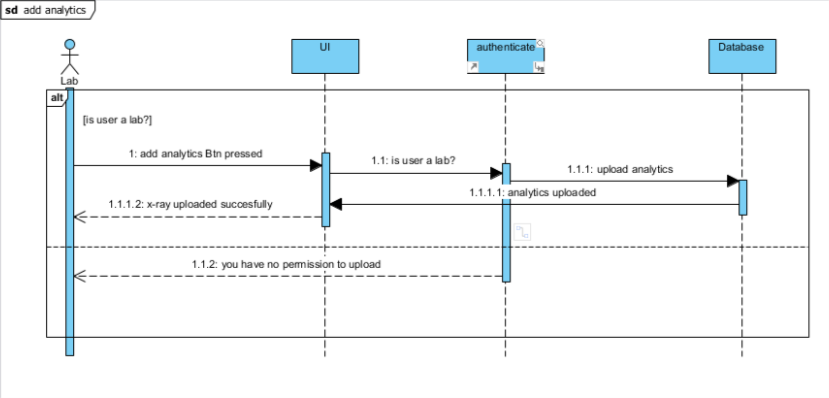 sd add analytics
UI
authenticate
Database
Lab
alt
[is user a lab?]
1: add analytics Btn pressed
1.1: is user a lab?
1.1.1: upload analytics
1.1.1.1: analytics uploaded
1.1.1.2: x-ray uploaded succesfully
1.1.2: you have no permission to upload